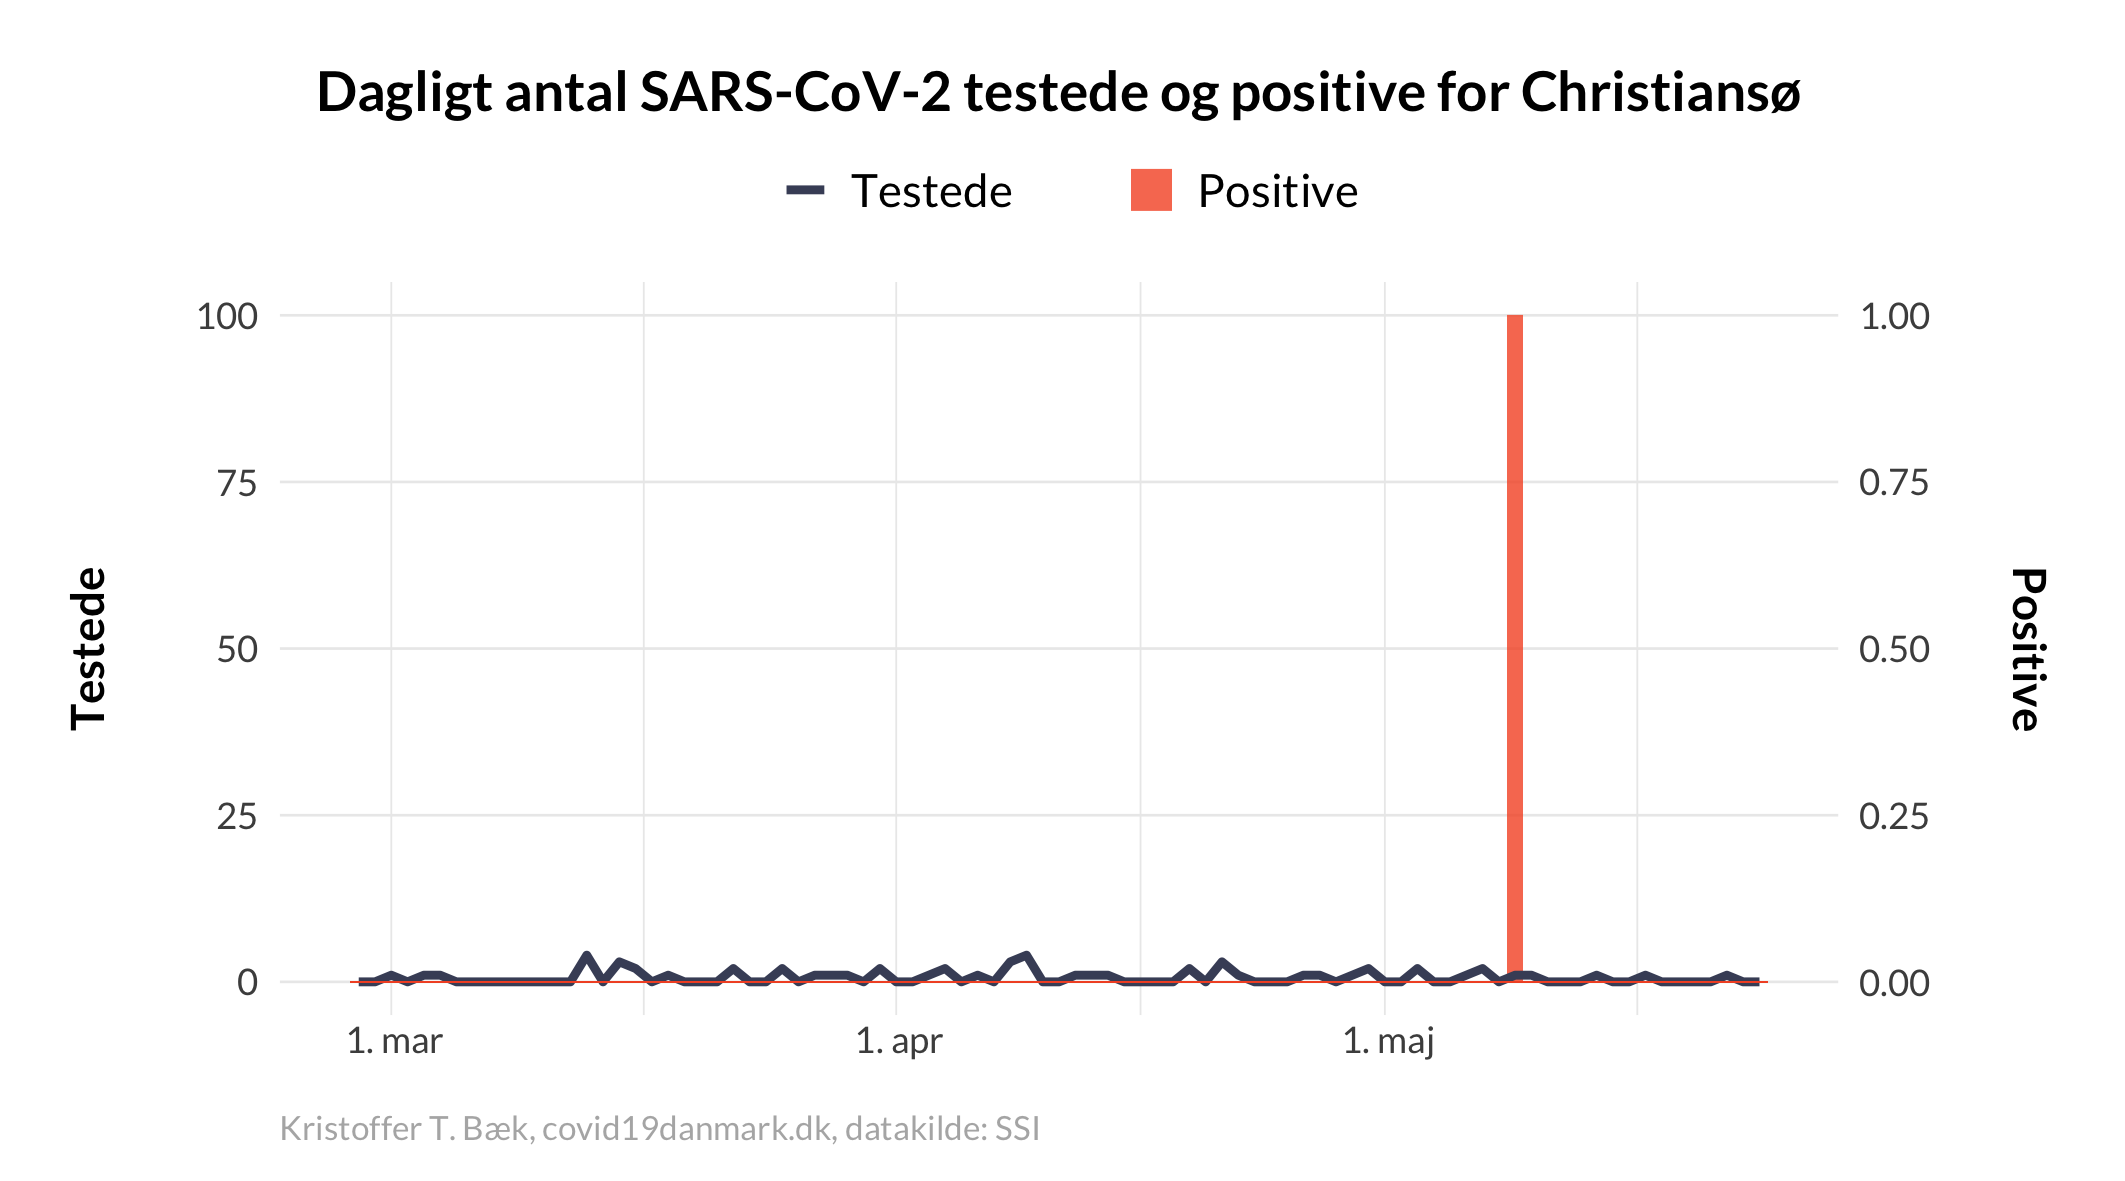 Dagligt antal SARS-CoV-2 testede og positive for Christiansø
Testede
Positive
100
75
50
25
0
Testede
1.00
0.75
0.50
0.25
0.00
Positive
1. mar
1. apr
1. maj
Kristoffer T. Bæk, covid19danmark.dk, datakilde: SSI